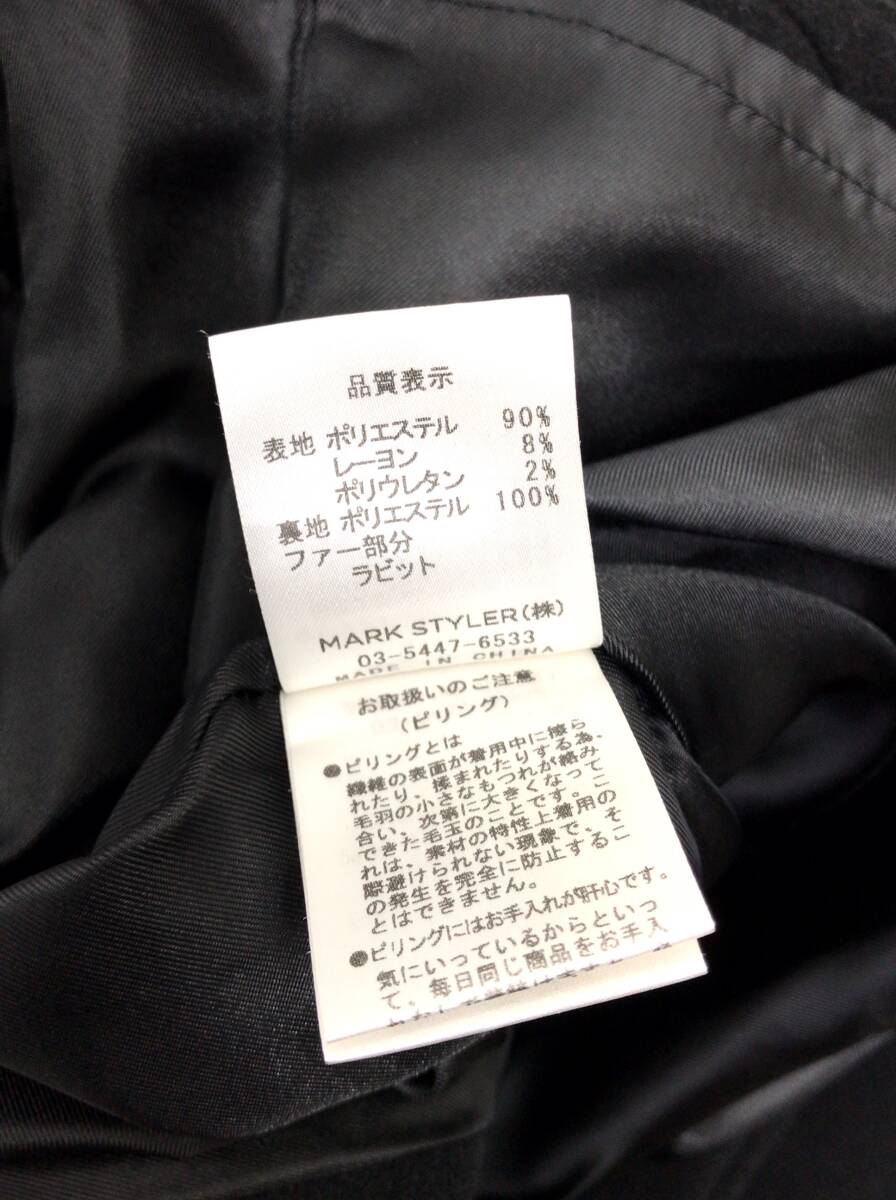 品質表示
表地 ポリエステル 90%
レーヨン 8%
ポリウレタン 2%
裏地 ポリエステル 100%
ファー部分
ラビット
MARK STYLER(株)
03-5447-6533
MADE IN CHINA
お取扱いのご注意
(ピリング)
●ピリングとは
繊維の表面が着用中に擦ら
れたり、揉まれたりする為、
毛羽の小さなもつれが絡み
合い、次第に大きくなって
できた毛玉のことです。こ
れは、素材の特性上着用の
際避けられない現象で、そ
の発生を完全に防止するこ
とはできません。
●ピリングにはお手入れが肝心です。
気にいっているからといっ
て、毎日同じ商品をお手入